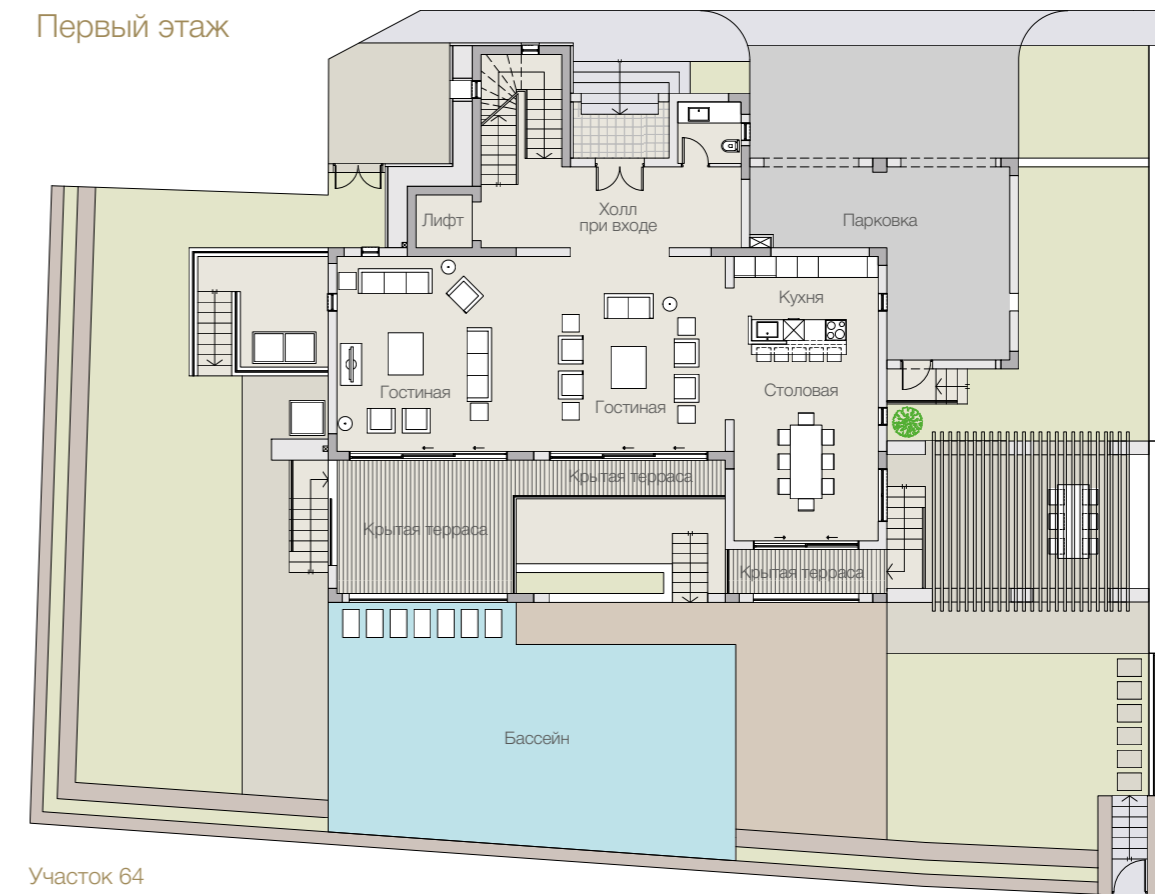 Первый этаж
Лифт
Холл
при входе
Парковка
Кухня
Гостиная
Гостиная
Столовая
Крытая терраса
Крытая терраса
Крытая терраса
Бассейн
Участок 64